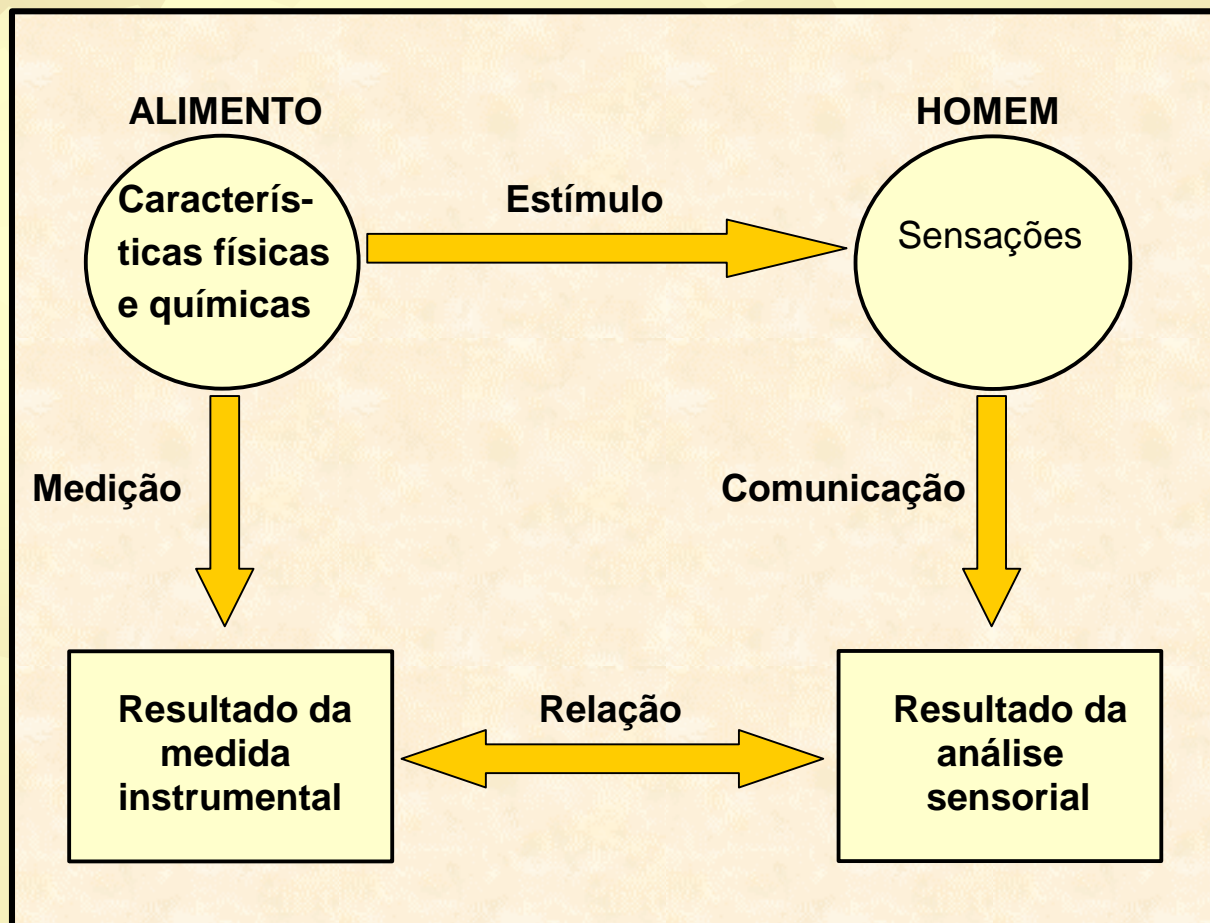 ALIMENTO
HOMEM
Caracterís-
ticas físicas
e químicas
Estímulo
Sensações
Medição
Comunicação
Resultado da
medida
instrumental
Relação
Resultado da
análise
sensorial